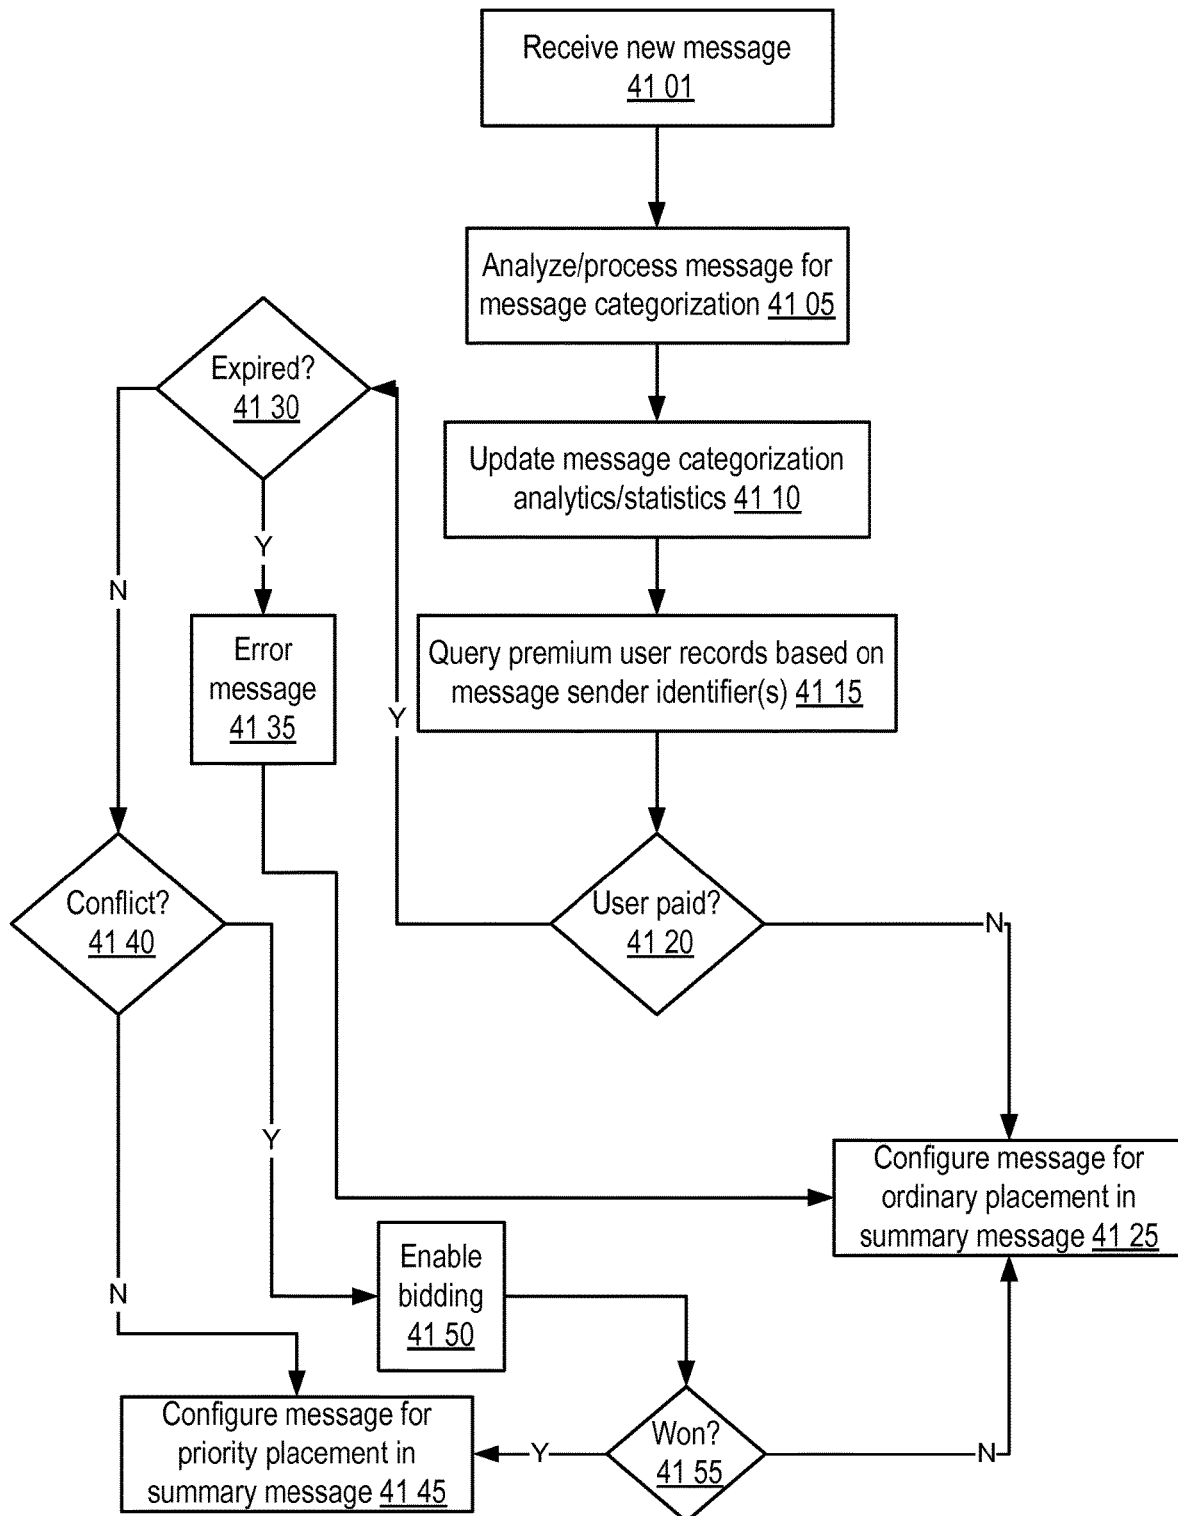 Receive new message
41 01
Analyze/process message for
message categorization 41 05
Expired?
41 30
Update message categorization
analytics/statistics 41 10
Y
N
Error
message
41 35
Query premium user records based on
message sender identifier(s) 41 15
Y
Conflict?
41 40
User paid?
41 20
N
Y
Configure message for
ordinary placement in
summary message 41 25
Enable
bidding
41 50
N
Configure message for
priority placement in
summary message 41 45
Y
Won?
41 55
N